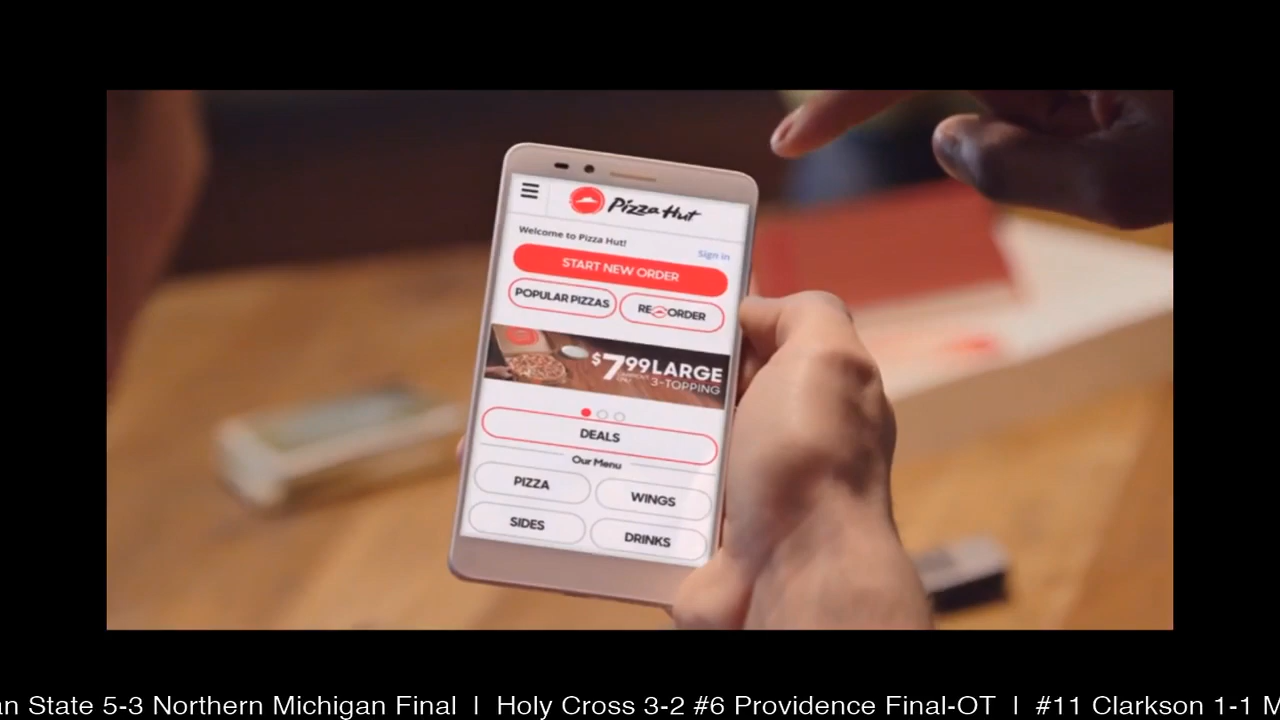 Pizza Hut
Welcome to Pizza Hut!
Sign in
START NEW ORDER
POPULAR PIZZAS
RE ORDER
$7.99 LARGE
3-TOPPING
DEALS
Our Menu
PIZZA
WINGS
SIDES
DRINKS
an State 5-3 Northern Michigan Final | Holy Cross 3-2 #6 Providence Final-OT | #11 Clarkson 1-1 M